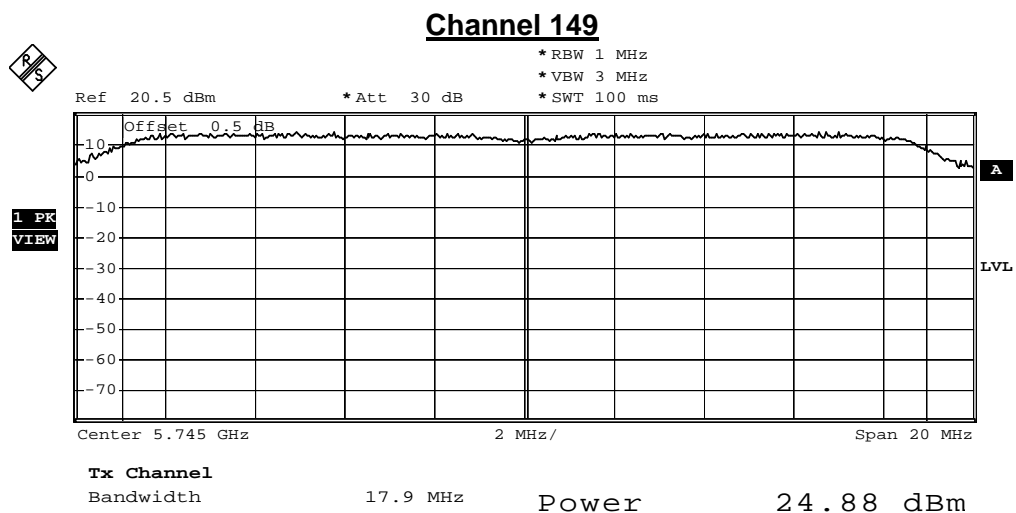 Channel 149
R S
* RBW 1 MHz
* VBW 3 MHz
Ref 20.5 dBm * Att 30 dB * SWT 100 ms
Offset 0.5 dB
10
0
-10
-20
-30
-40
-50
-60
-70
1 PK
VIEW
A
LVL
Center 5.745 GHz 2 MHz/ Span 20 MHz
Tx Channel
Bandwidth 17.9 MHz Power 24.88 dBm